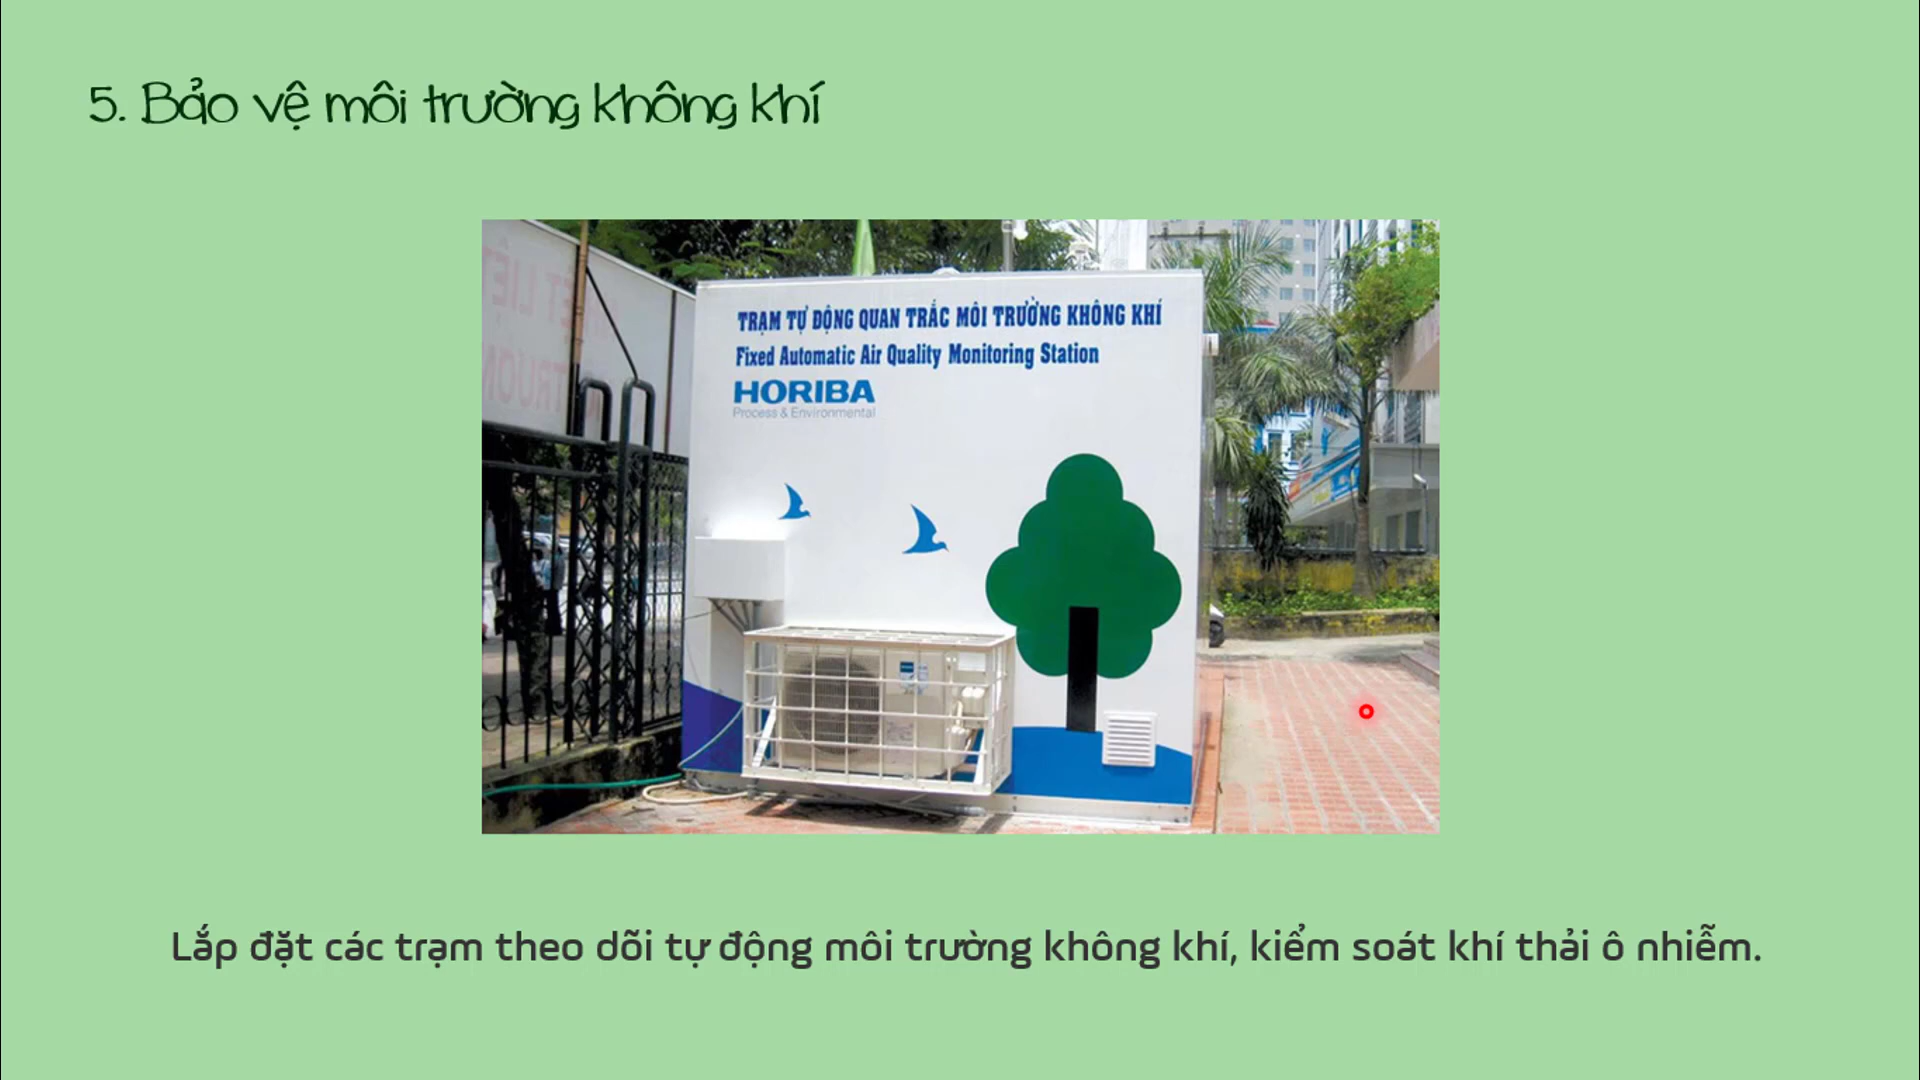 5. Bảo vệ môi trường không khí
TRẠM TỰ ĐỘNG QUAN TRẮC MÔI TRƯỜNG KHÔNG KHÍ
Fixed Automatic Air Quality Monitoring Station
HORIBA
Process & Environmental
Lắp đặt các trạm theo dõi tự động môi trường không khí, kiểm soát khí thải ô nhiễm.